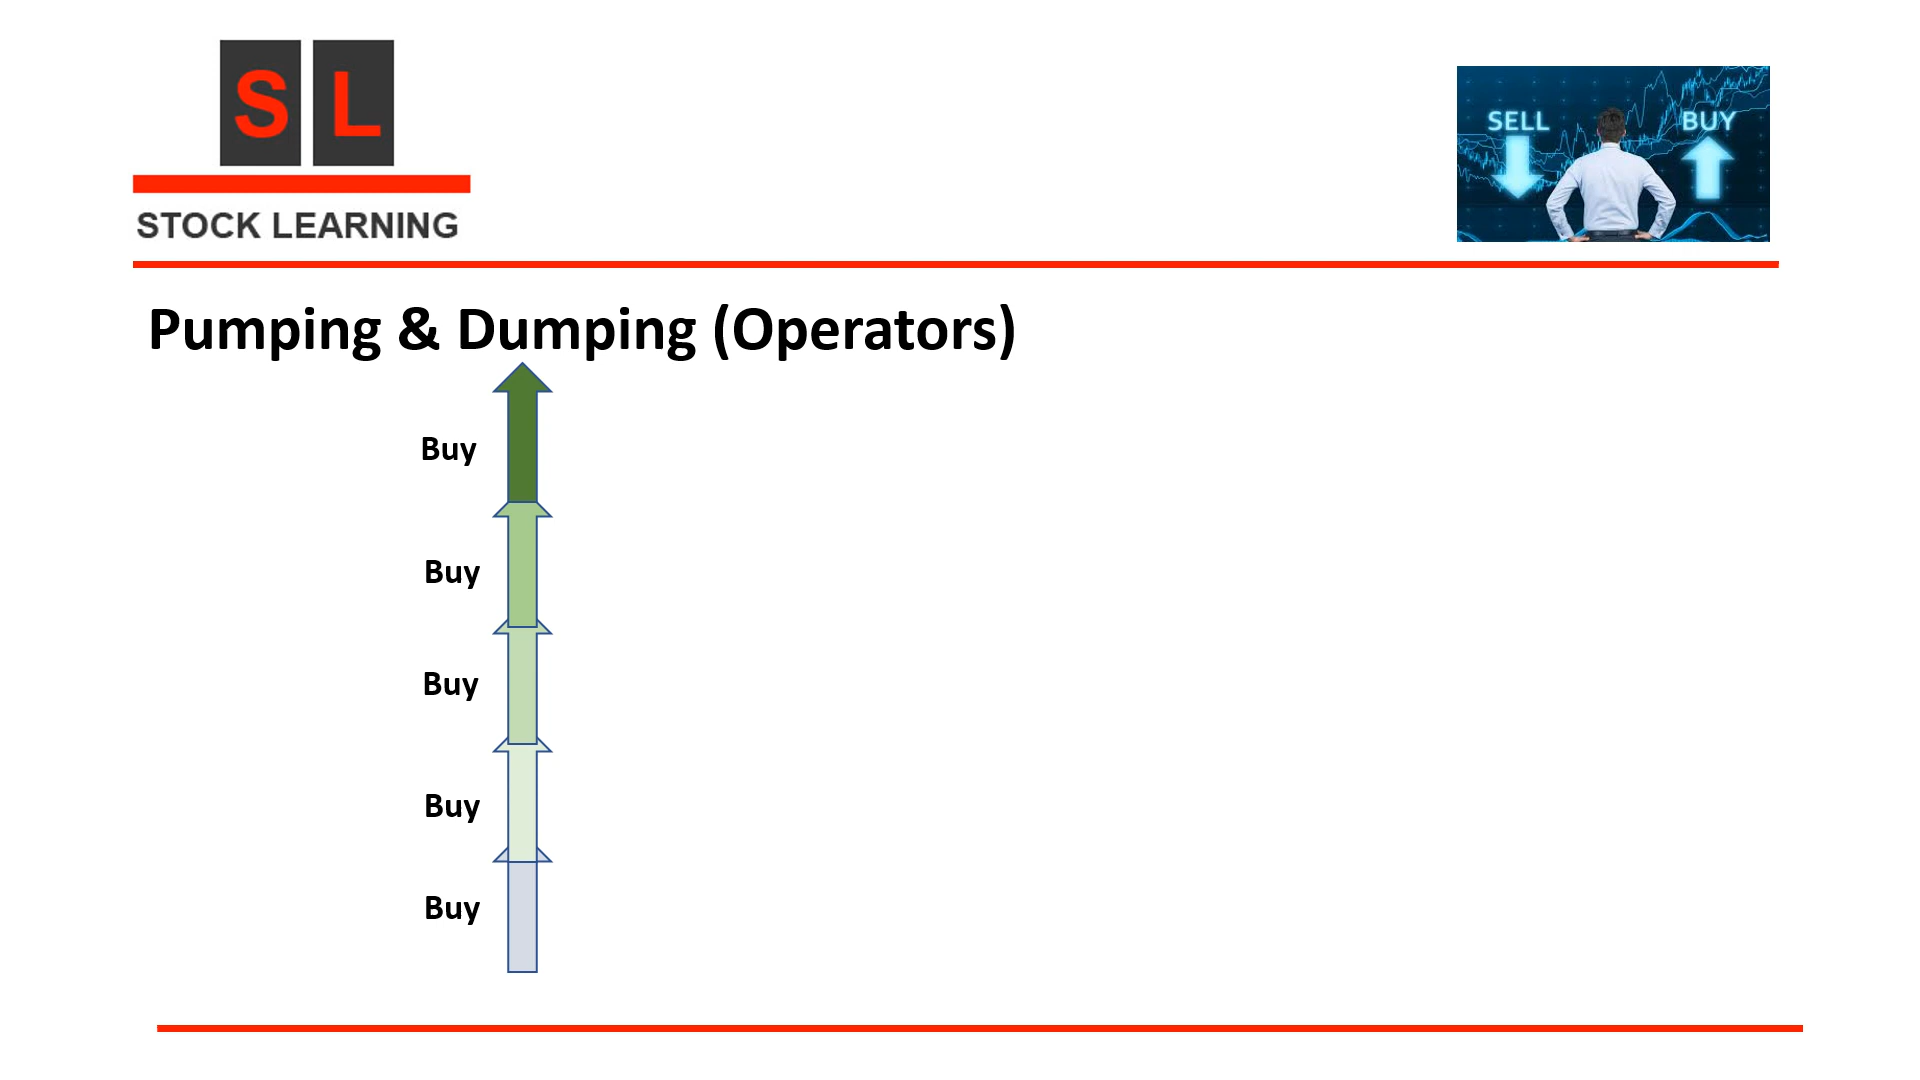 S L
STOCK LEARNING
SELL
BUY
Pumping & Dumping (Operators)
Buy
Buy
Buy
Buy
Buy